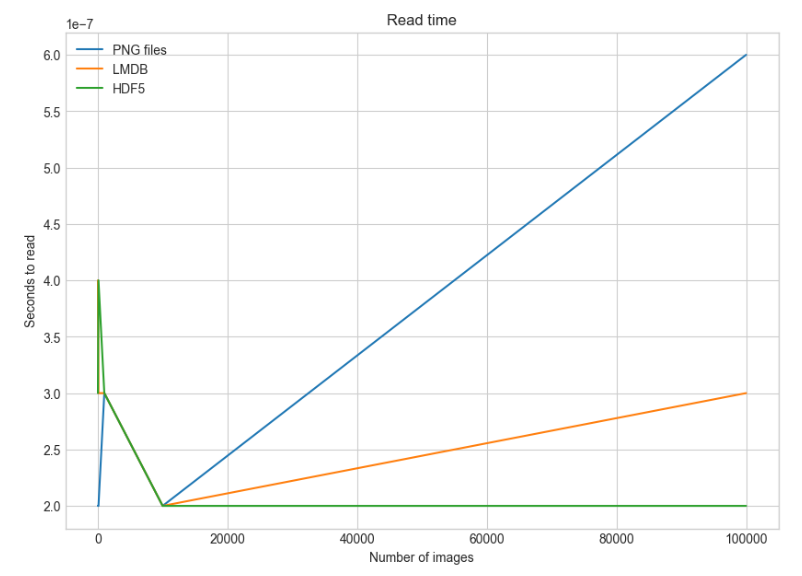 Read time
1e−7
PNG files
LMDB
HDF5
6.0
5.5
5.0
4.5
4.0
3.5
3.0
2.5
2.0
Seconds to read
0 20000 40000 60000 80000 100000
Number of images